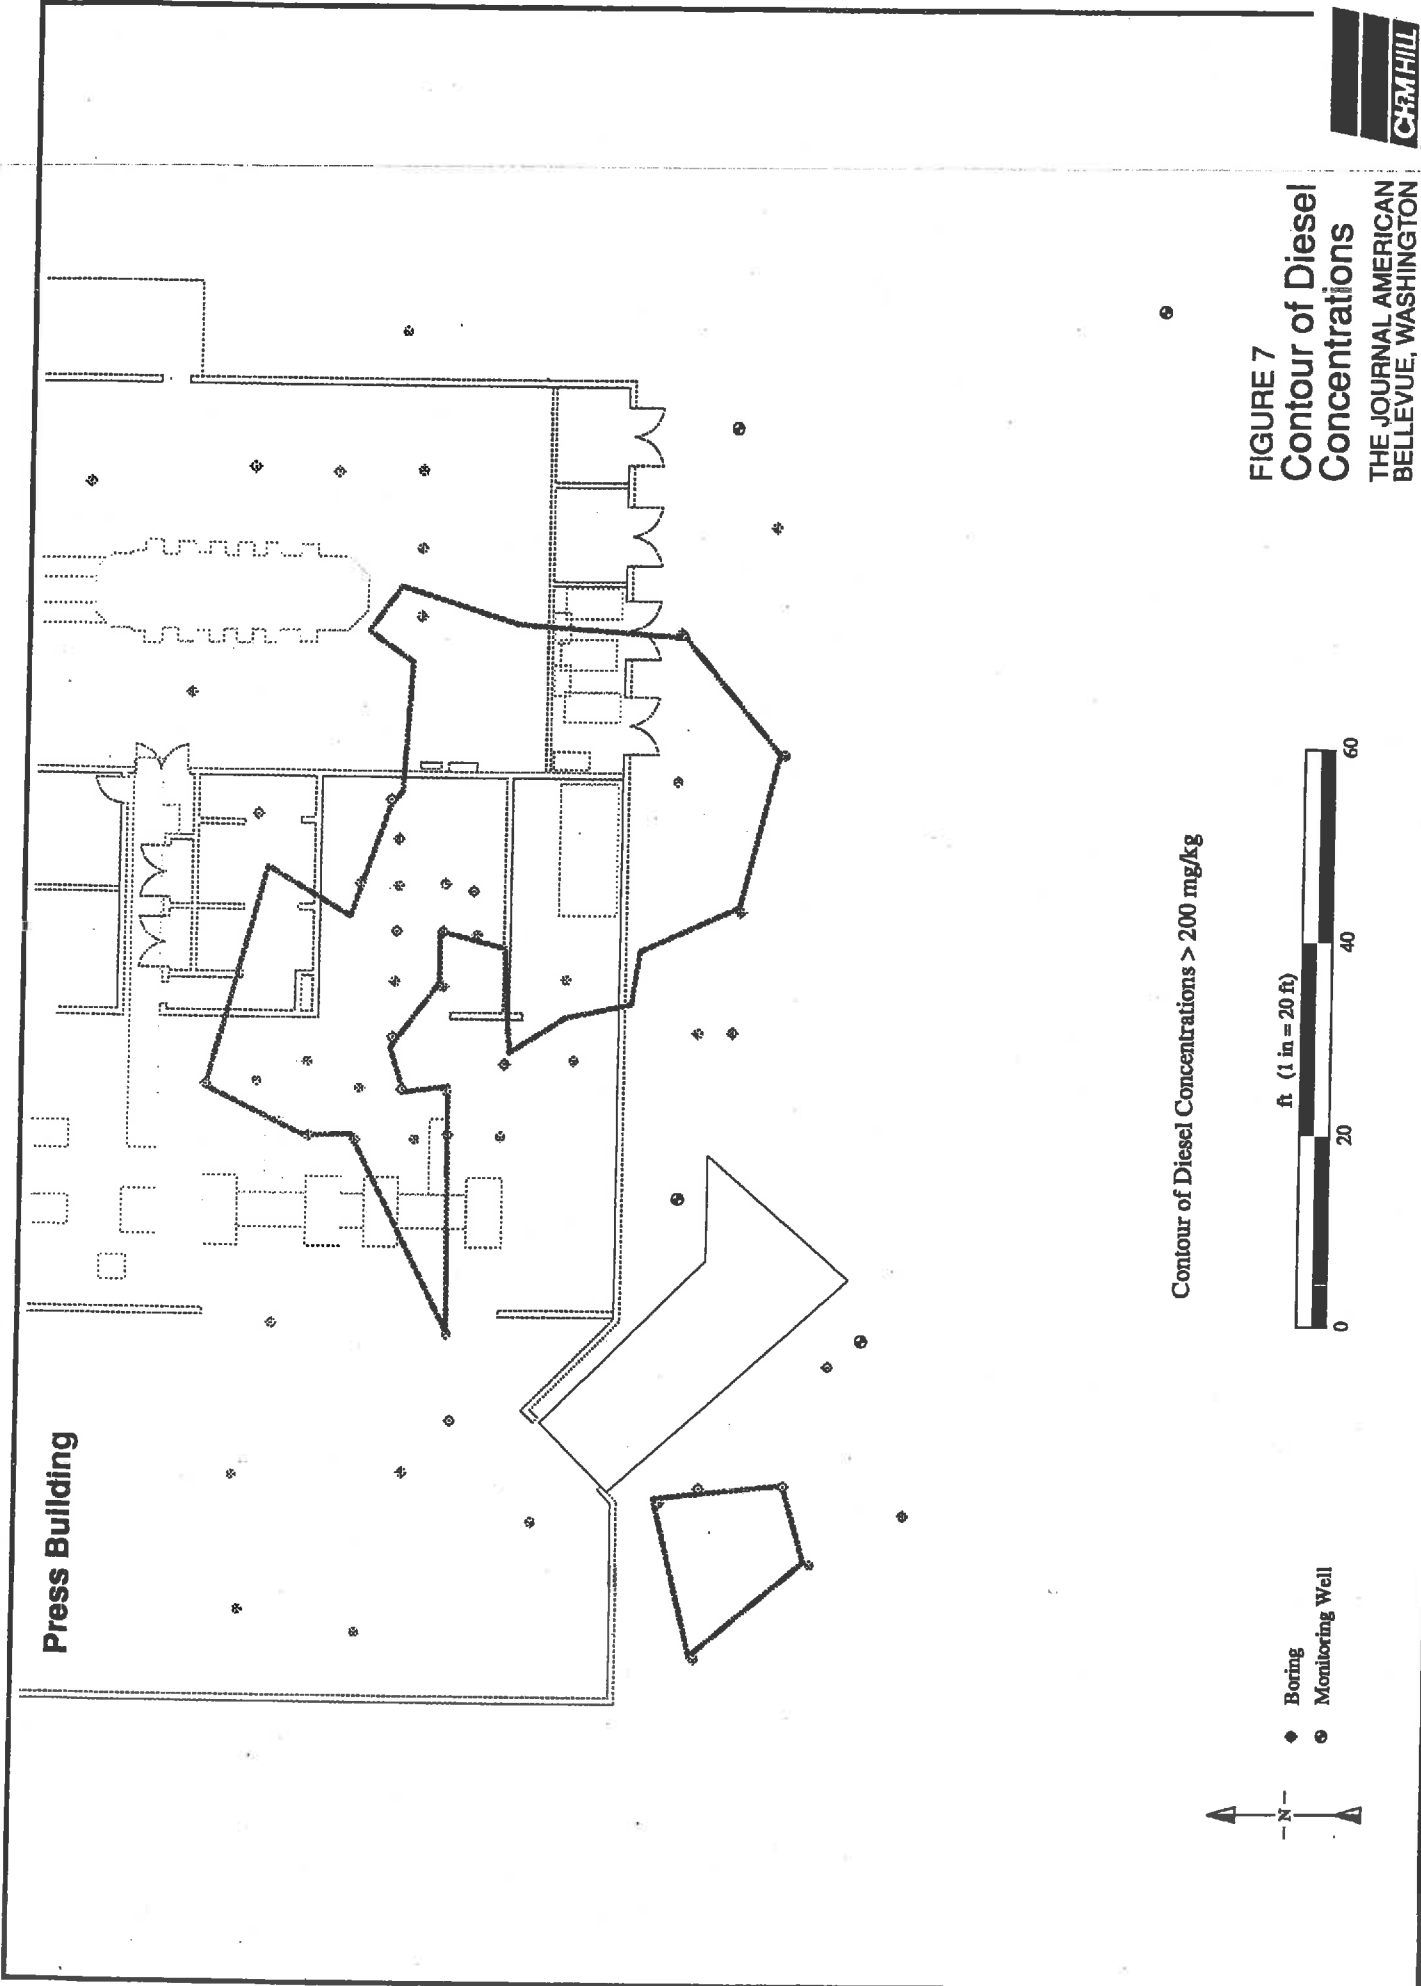 Press Building
Contour of Diesel Concentrations > 200 mg/kg
ft (1 in = 20 ft)
0 20 40 60
N
Boring
Monitoring Well
FIGURE 7
Contour of Diesel
Concentrations
THE JOURNAL AMERICAN
BELLEVUE, WASHINGTON
CH2M HILL